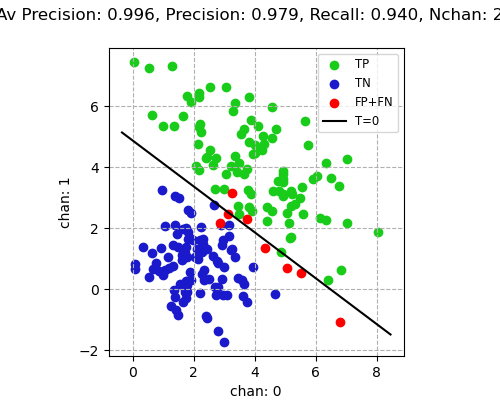 Av Precision: 0.996, Precision: 0.979, Recall: 0.940, Nchan: 2
TP
TN
FP+FN
T=0
6
4
2
0
−2
chan: 1
0
2
4
6
8
chan: 0